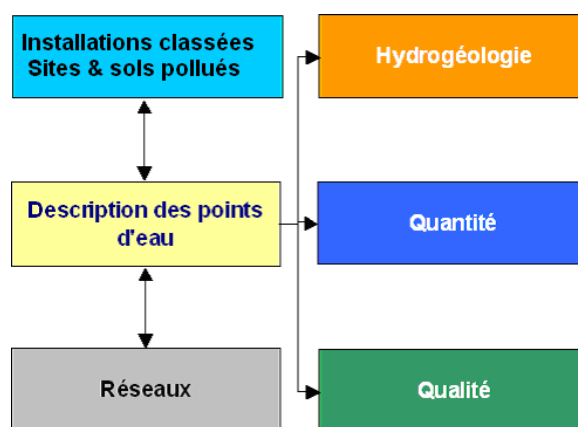 Installations classées
Sites & sols pollués
Hydrogéologie
Description des points
d'eau
Quantité
Réseaux
Qualité